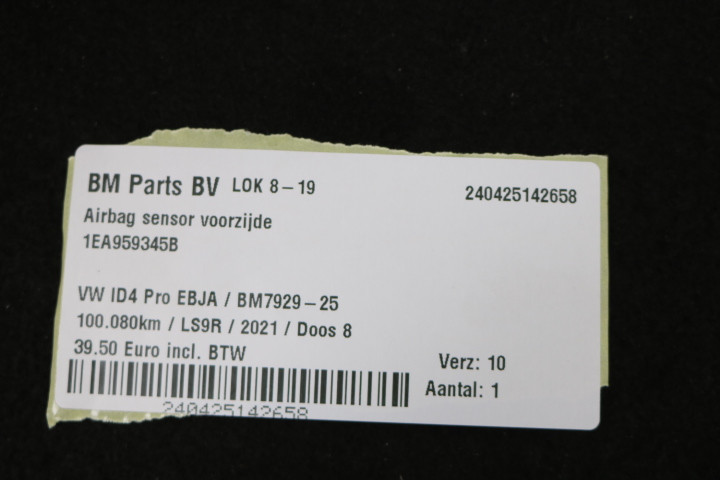 BM Parts BV LOK 8-19 240425142658
Airbag sensor voorzijde
1EA959345B
VW ID4 Pro EBJA / BM7929-25
100.080km / LS9R / 2021 / Doos 8
39.50 Euro incl. BTW
Verz: 10
Aantal: 1
240425142658